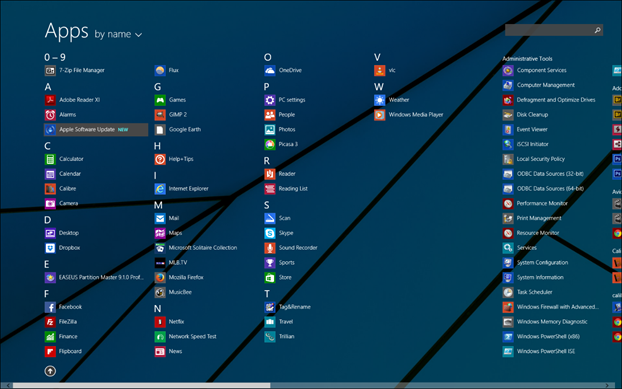 Apps by name
0 – 9
7-Zip File Manager
A
Adobe Reader XI
Alarms
Apple Software Update NEW
C
Calculator
Calendar
Calibre
Camera
D
Desktop
Dropbox
E
EASEUS Partition Master 9.1.0 Prof...
F
Facebook
FileZilla
Finance
Flipboard
Flux
G
Games
GIMP 2
Google Earth
H
Help+Tips
I
Internet Explorer
M
Mail
Maps
Microsoft Solitaire Collection
MLB.TV
Mozilla Firefox
MusicBee
N
Netflix
Network Speed Test
News
O
OneDrive
P
PC settings
People
Photos
Picasa 3
R
Reader
Reading List
S
Scan
Skype
Sound Recorder
Sports
Store
T
Tag&Rename
Travel
Trillian
V
vlc
W
Weather
Windows Media Player
Administrative Tools
Component Services
Computer Management
Defragment and Optimize Drives
Disk Cleanup
Event Viewer
iSCSI Initiator
Local Security Policy
ODBC Data Sources (32-bit)
ODBC Data Sources (64-bit)
Performance Monitor
Print Management
Resource Monitor
Services
System Configuration
System Information
Task Scheduler
Windows Firewall with Advanced...
Windows Memory Diagnostic
Windows PowerShell (x86)
Windows PowerShell ISE